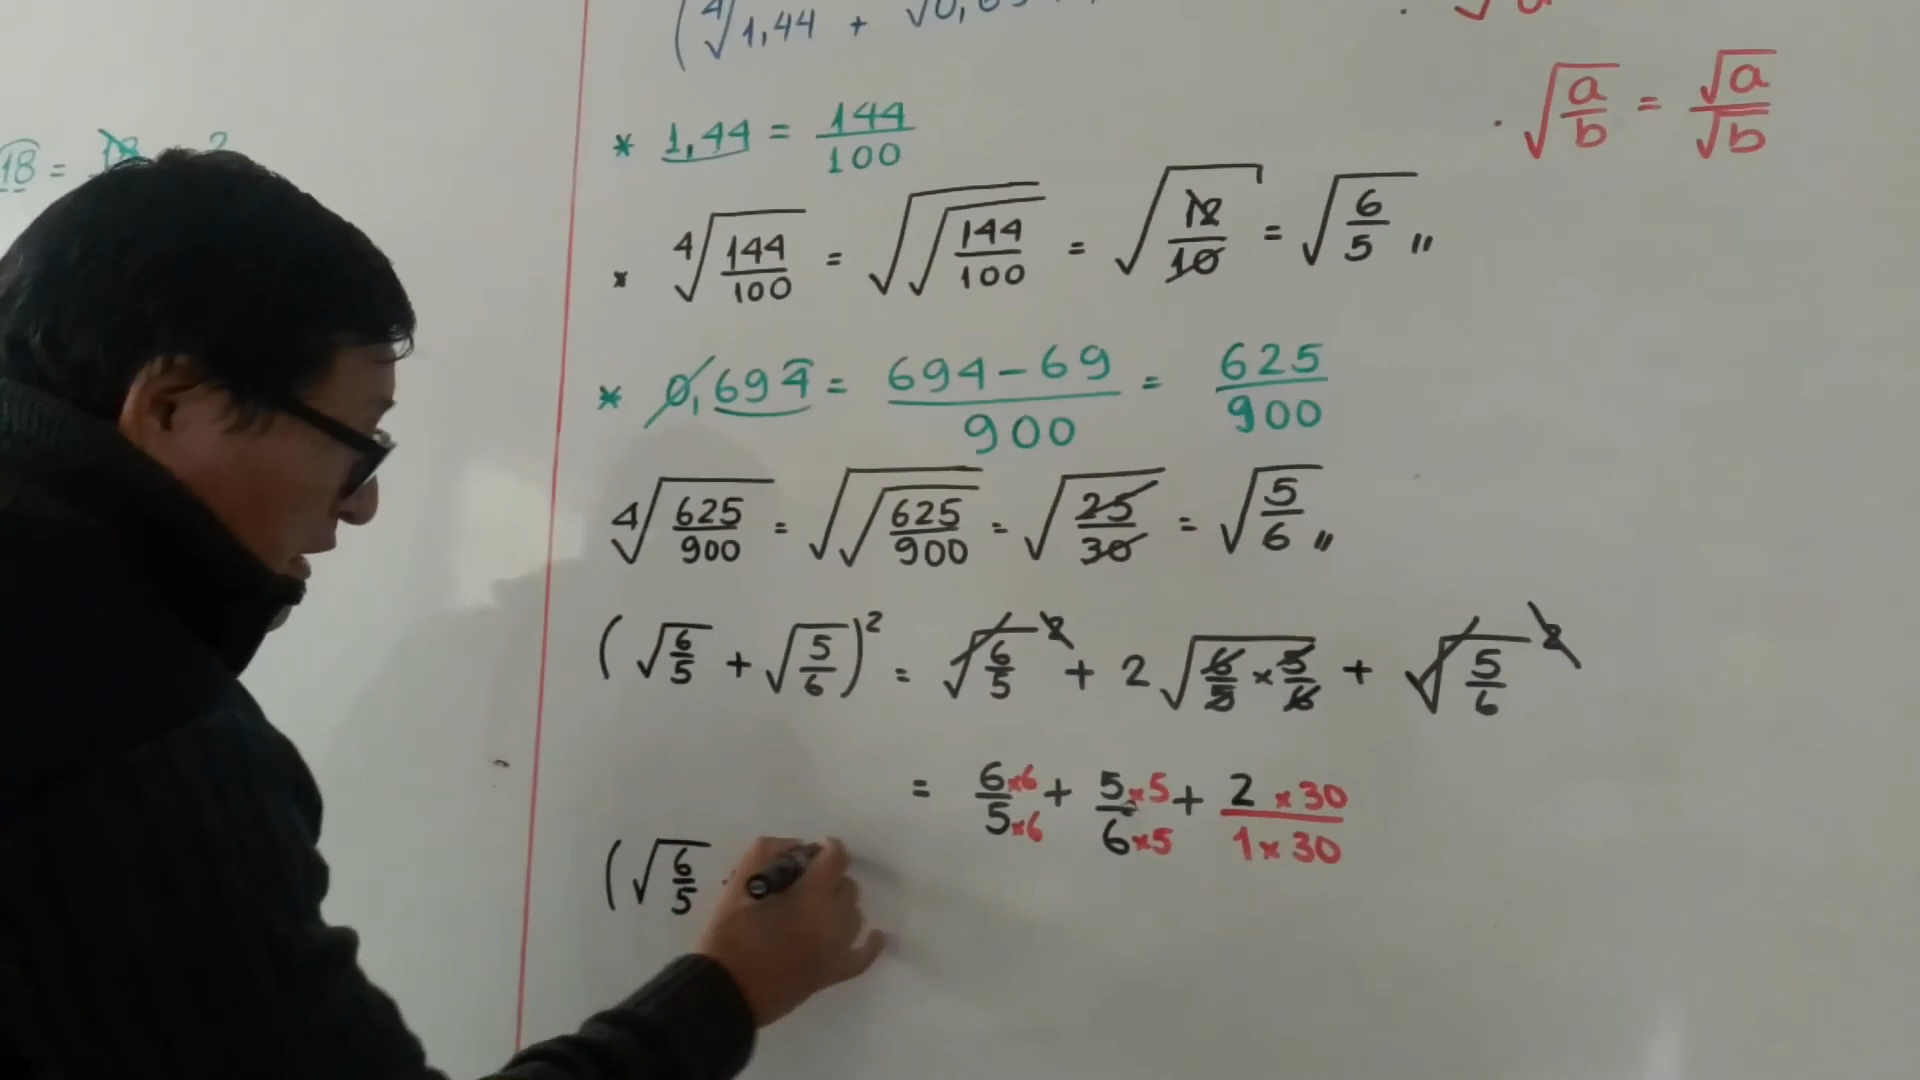 (∜1,44 +
√(a/b) = √a/√b
18 =
* 1,44 = 144/100
* ∜(144/100) = √√(144/100) = √(12/10) = √(6/5) „
* 0,694̄ = (694-69)/900 = 625/900
∜(625/900) = √√(625/900) = √(25/30) = √(5/6) „
(√(6/5) + √(5/6))² = √(6/5)² + 2√(6/5 × 5/6) + √(5/6)²
= (6×6)/(5×6) + (5×5)/(6×5) + (2×30)/(1×30)
(√(6/5)